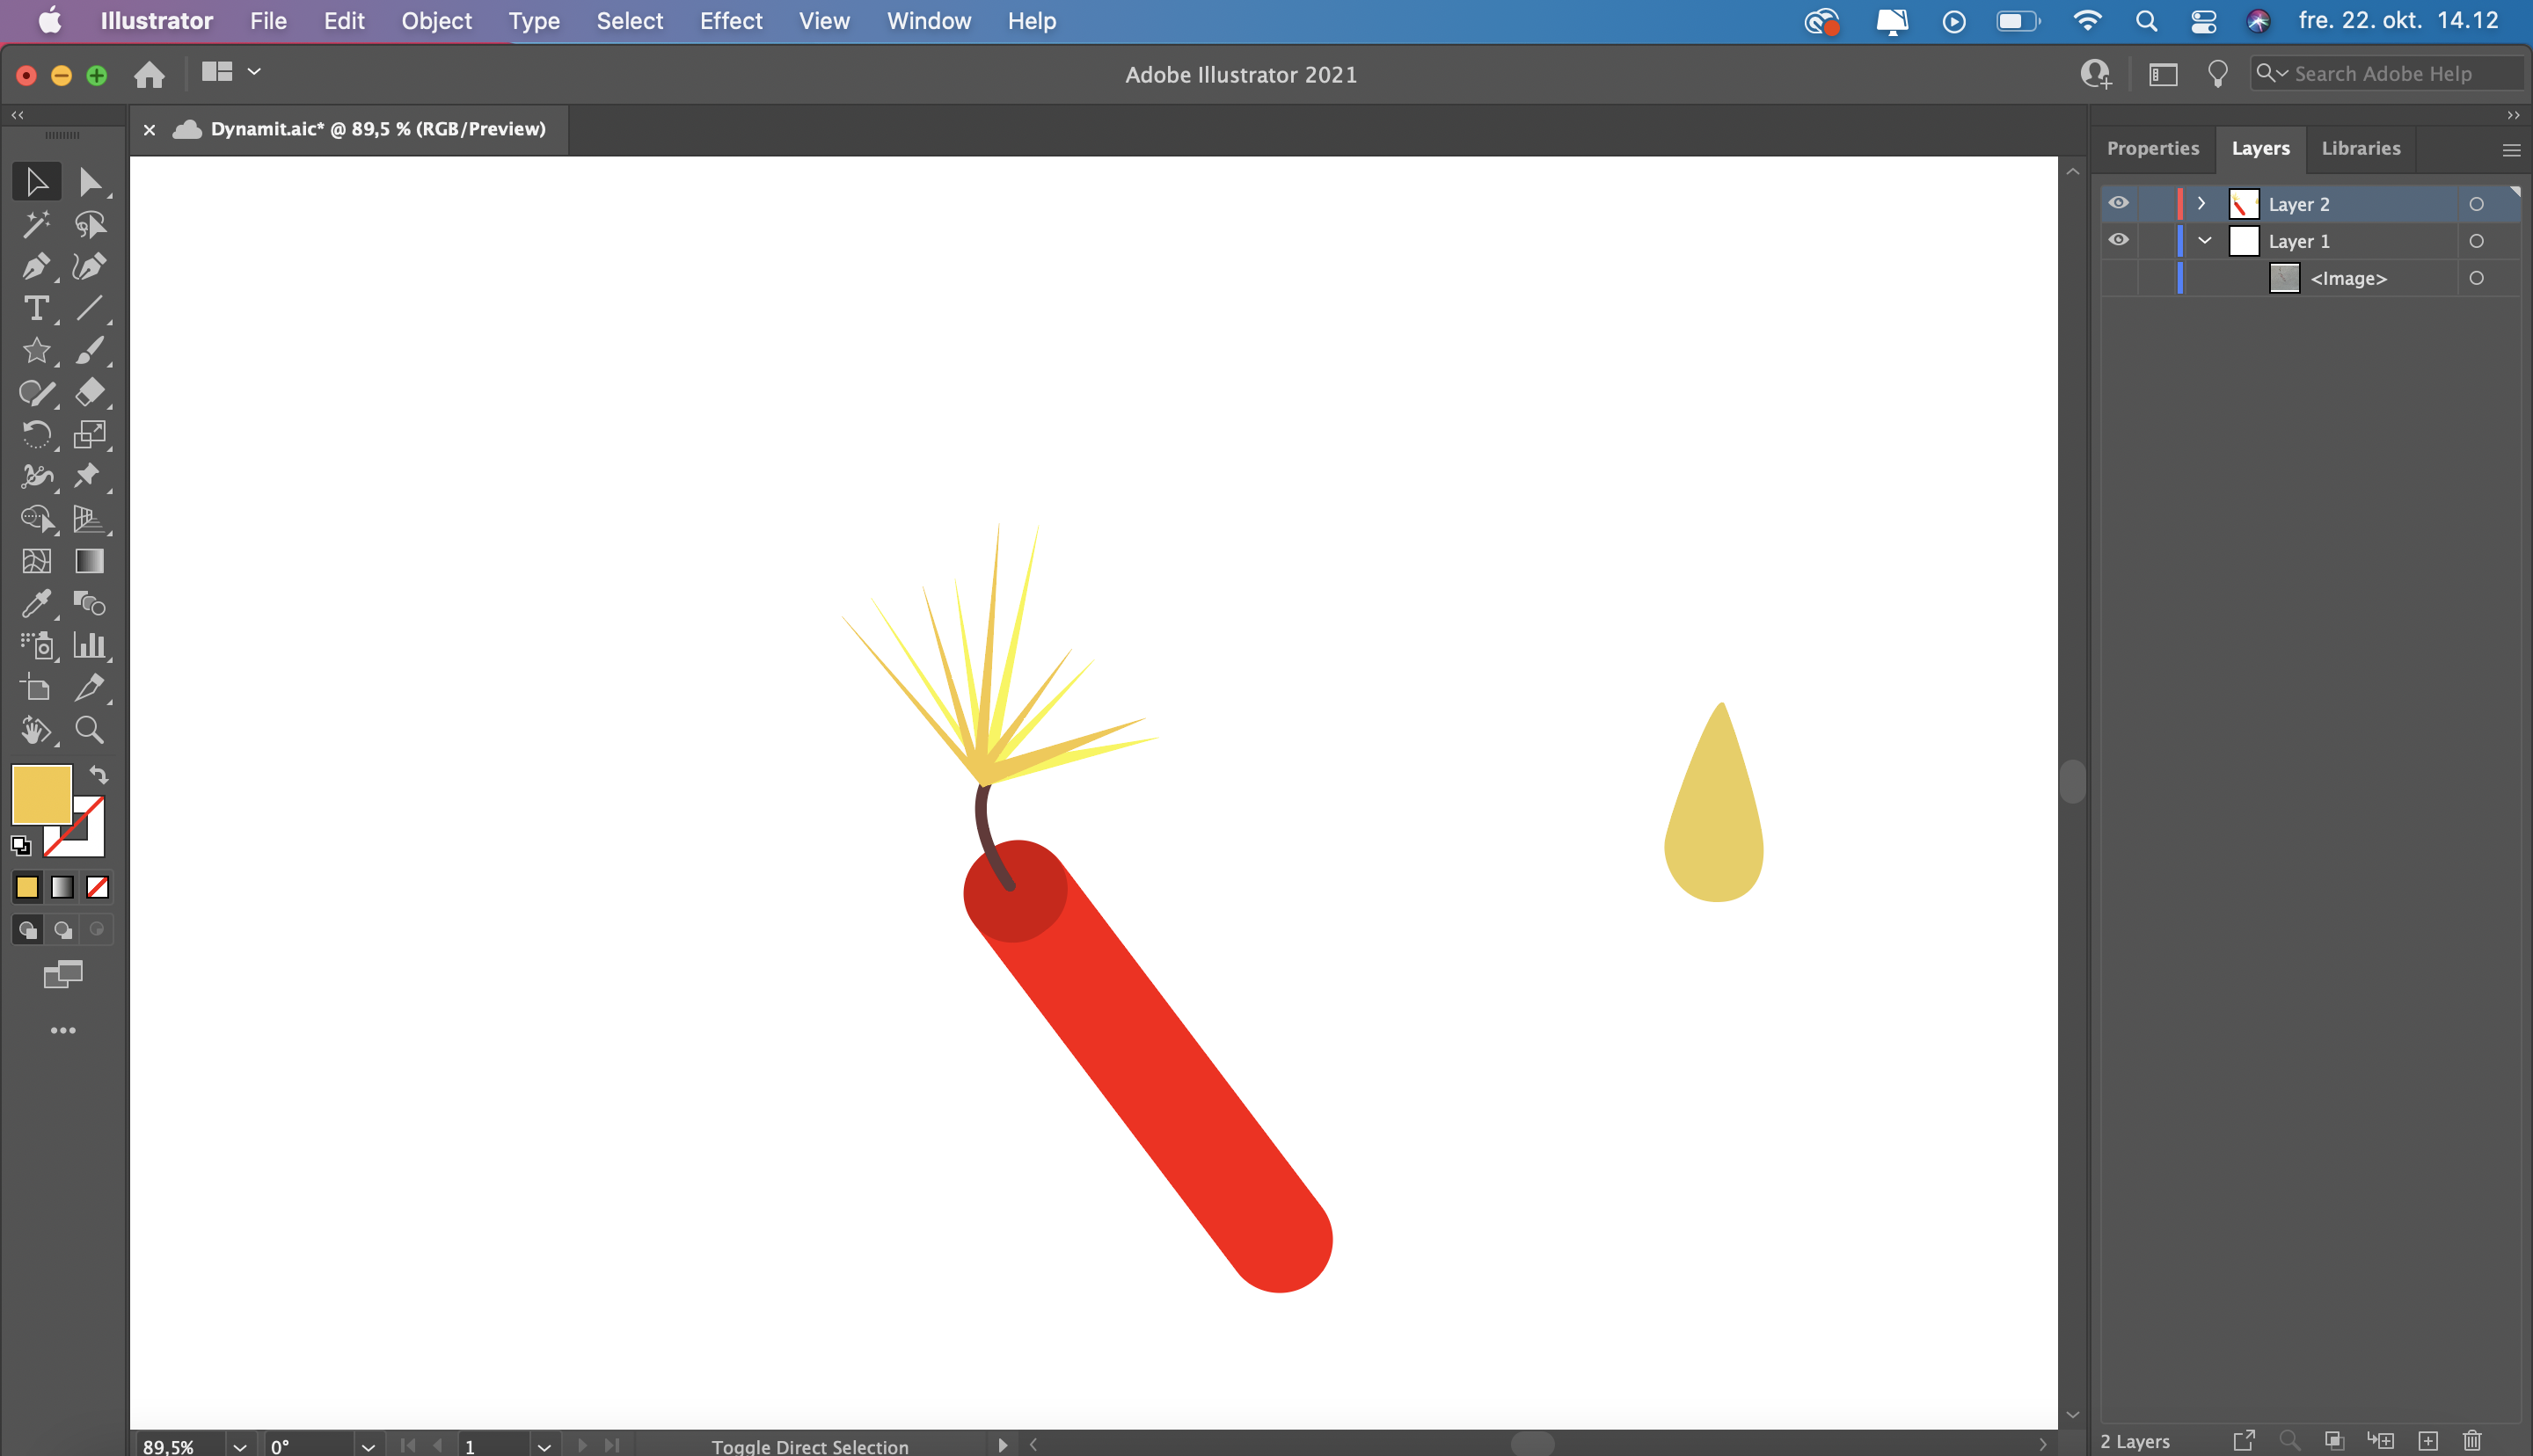 Illustrator File Edit Object Type Select Effect View Window Help fre. 22. okt. 14.12
Adobe Illustrator 2021
Search Adobe Help
Dynamit.aic* @ 89,5 % (RGB/Preview)
Properties Layers Libraries
Layer 2
Layer 1
<Image>
89,5% 0° 1 Toggle Direct Selection
2 Layers